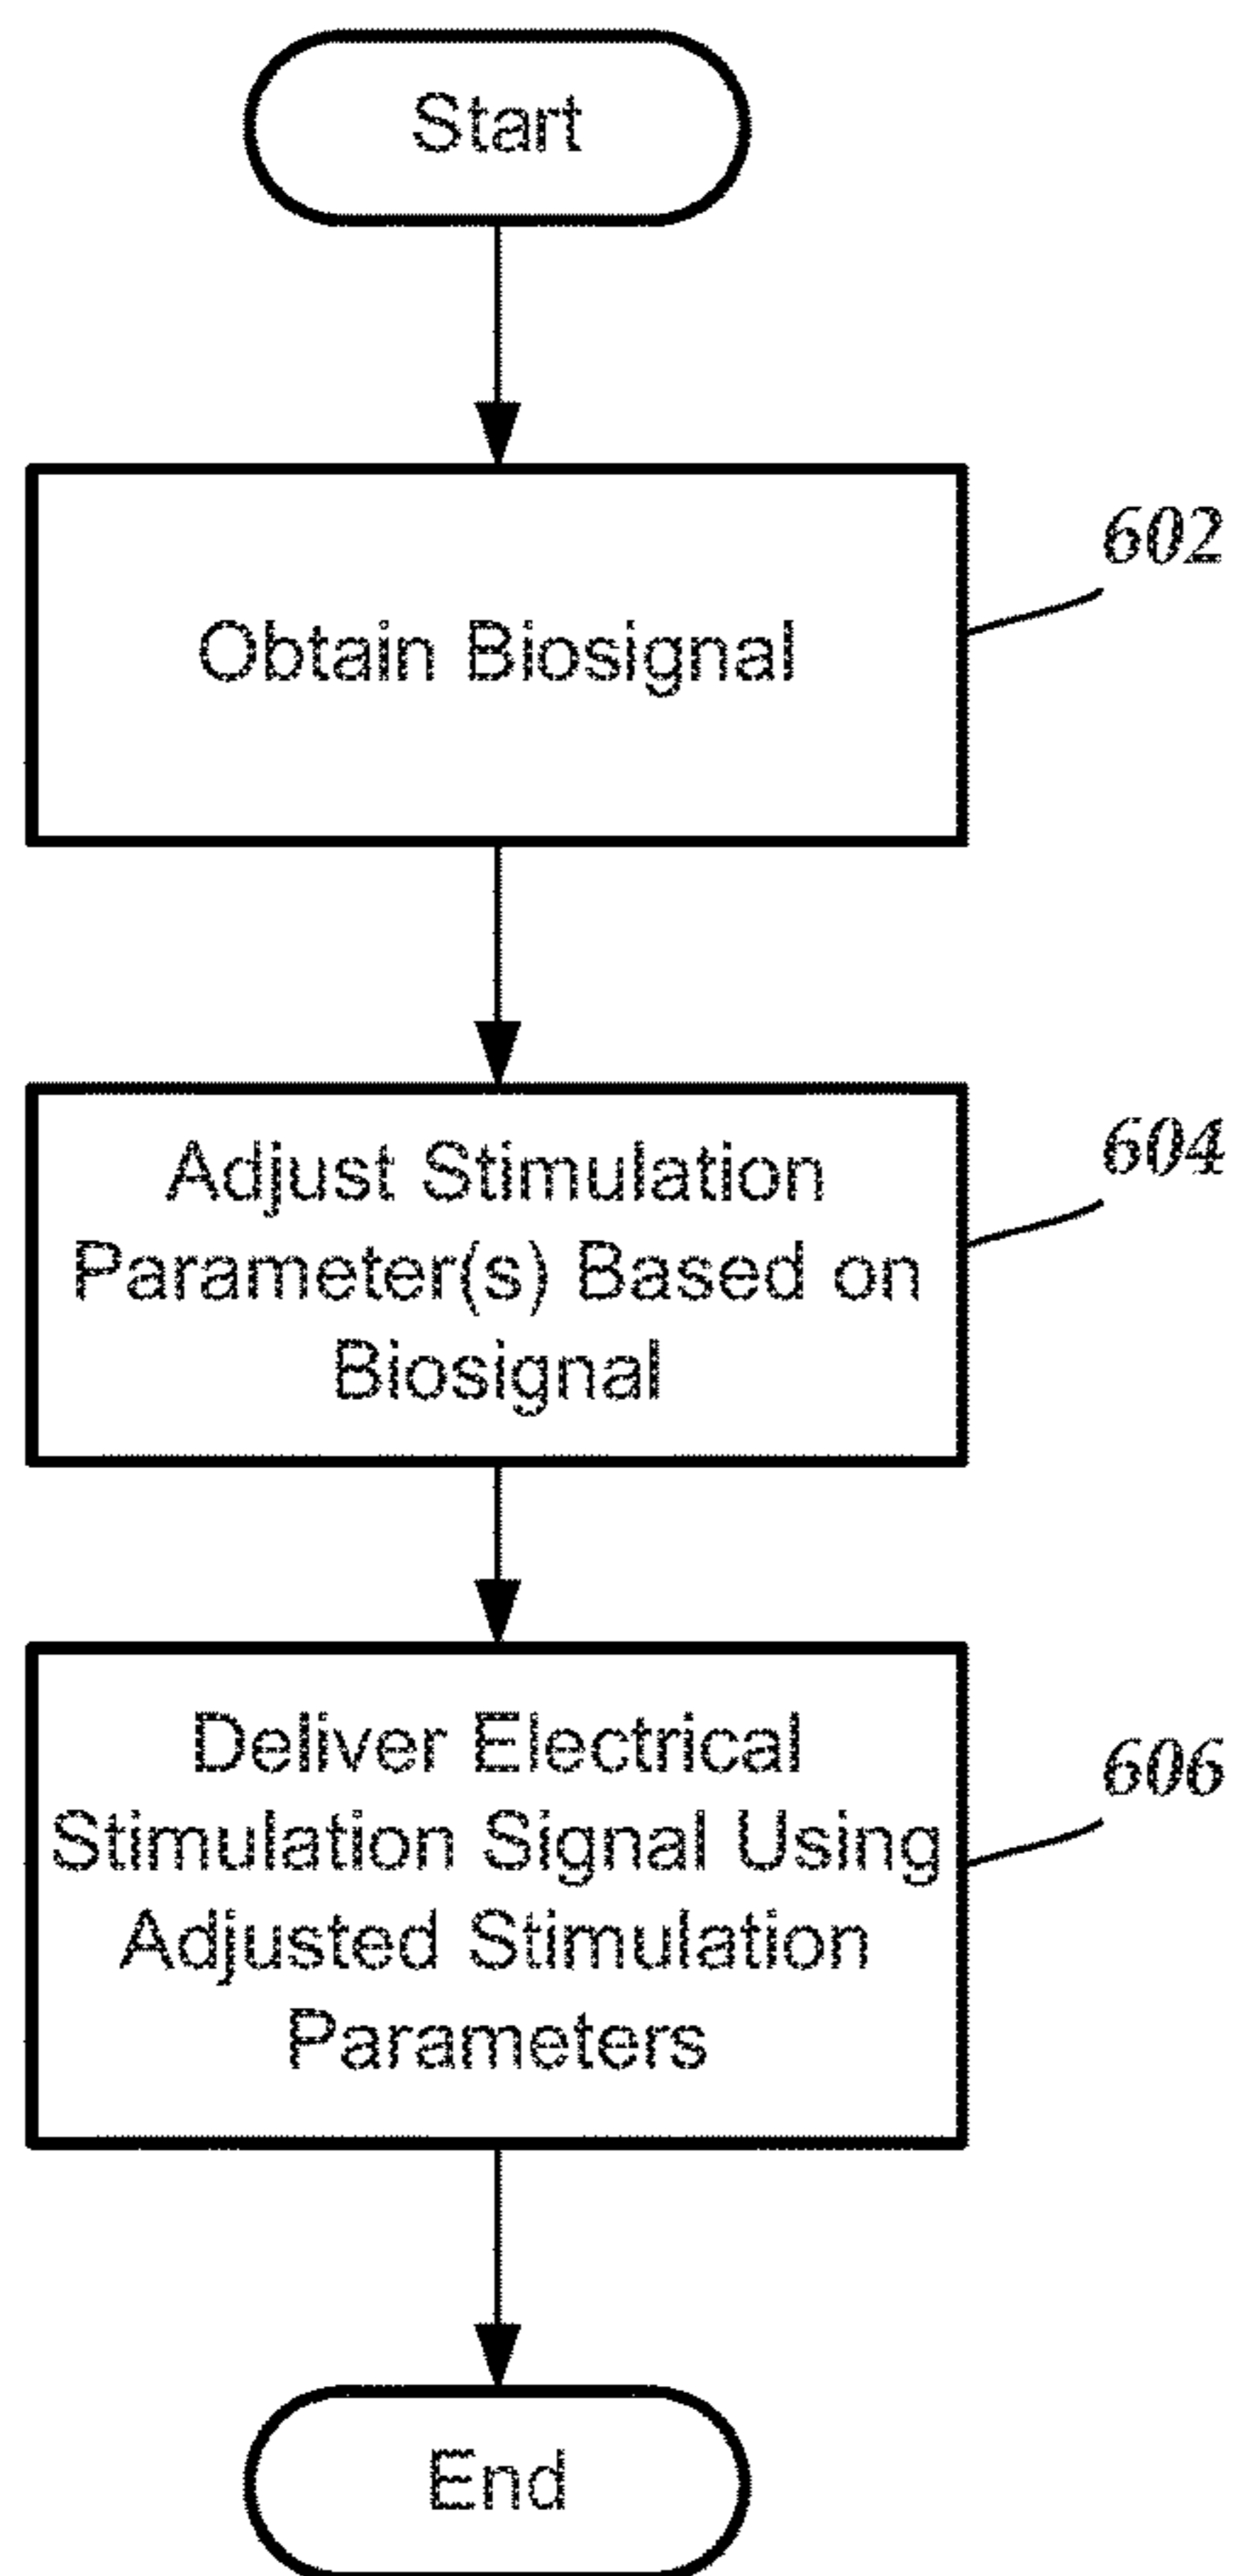 Start
602
Obtain Biosignal
604
Adjust Stimulation
Parameter(s) Based on
Biosignal
606
Deliver Electrical
Stimulation Signal Using
Adjusted Stimulation
Parameters
End